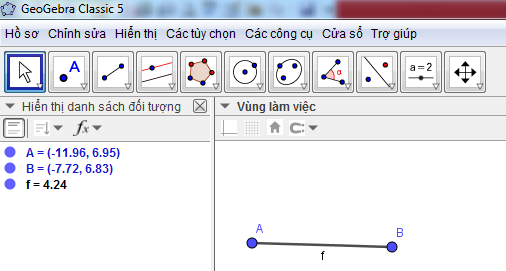 GeoGebra Classic 5
Hồ sơ Chỉnh sửa Hiển thị Các tùy chọn Các công cụ Cửa sổ Trợ giúp
A
α
a = 2
Hiển thị danh sách đối tượng
Vùng làm việc
fx
A = (-11.96, 6.95)
B = (-7.72, 6.83)
f = 4.24
A
B
f